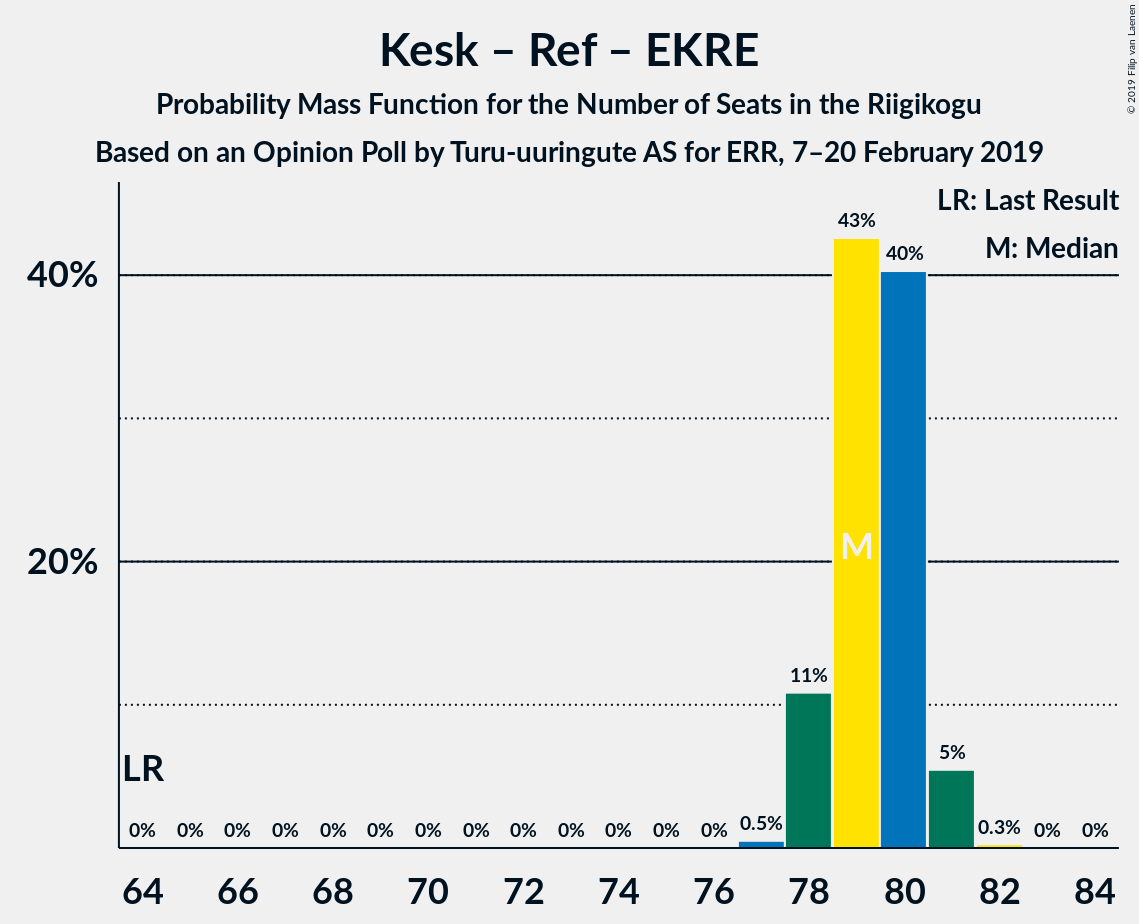 Kesk – Ref – EKRE
Probability Mass Function for the Number of Seats in the Riigikogu
Based on an Opinion Poll by Turu-uuringute AS for ERR, 7–20 February 2019
© 2019 Filip van Laenen
LR: Last Result
M: Median
43%
40%
40%
M
20%
11%
5%
LR
0% 0% 0% 0% 0% 0% 0% 0% 0% 0% 0% 0% 0% 0.5% 0.3% 0% 0%
64 66 68 70 72 74 76 78 80 82 84